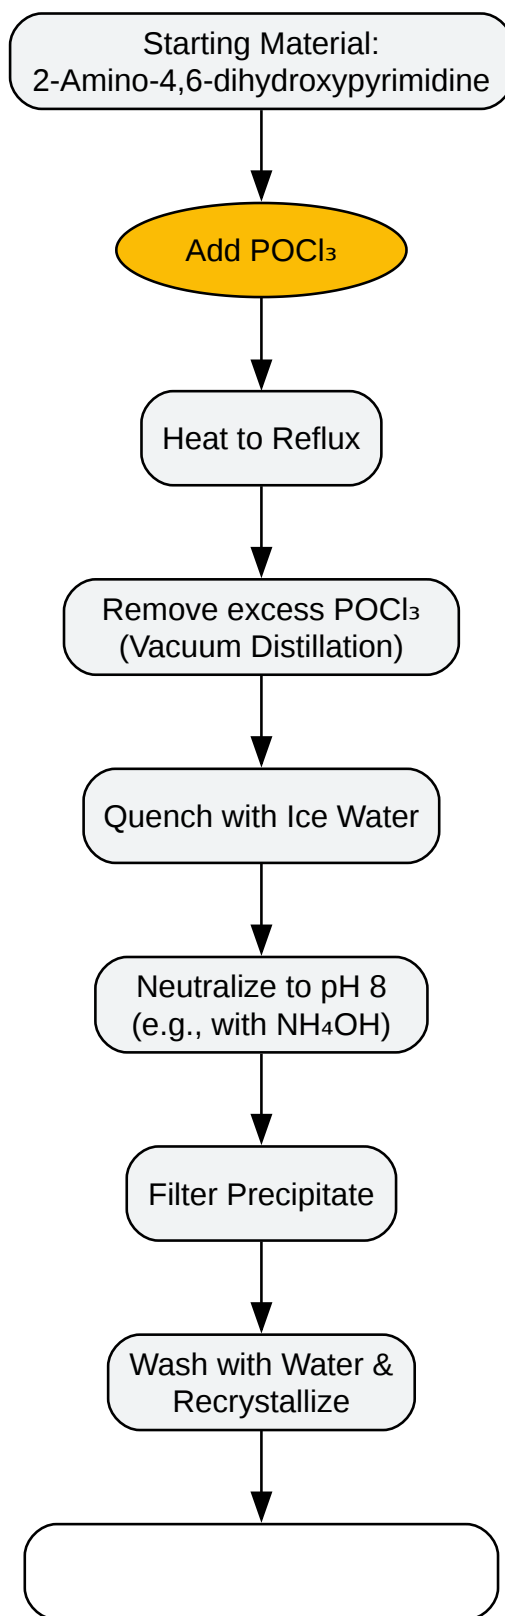 Starting Material:
2-Amino-4,6-dihydroxypyrimidine
Add POCl₃
Heat to Reflux
Remove excess POCl₃
(Vacuum Distillation)
Quench with Ice Water
Neutralize to pH 8
(e.g., with NH₄OH)
Filter Precipitate
Wash with Water &
Recrystallize